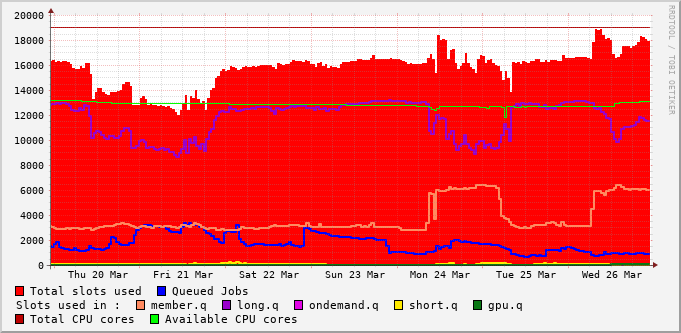 20000
18000
16000
14000
12000
10000
8000
6000
4000
2000
0
Thu 20 Mar Fri 21 Mar Sat 22 Mar Sun 23 Mar Mon 24 Mar Tue 25 Mar Wed 26 Mar
Total slots used Queued Jobs
Slots used in : member.q long.q ondemand.q short.q gpu.q
Total CPU cores Available CPU cores
RRDTOOL / TOBI OETIKER